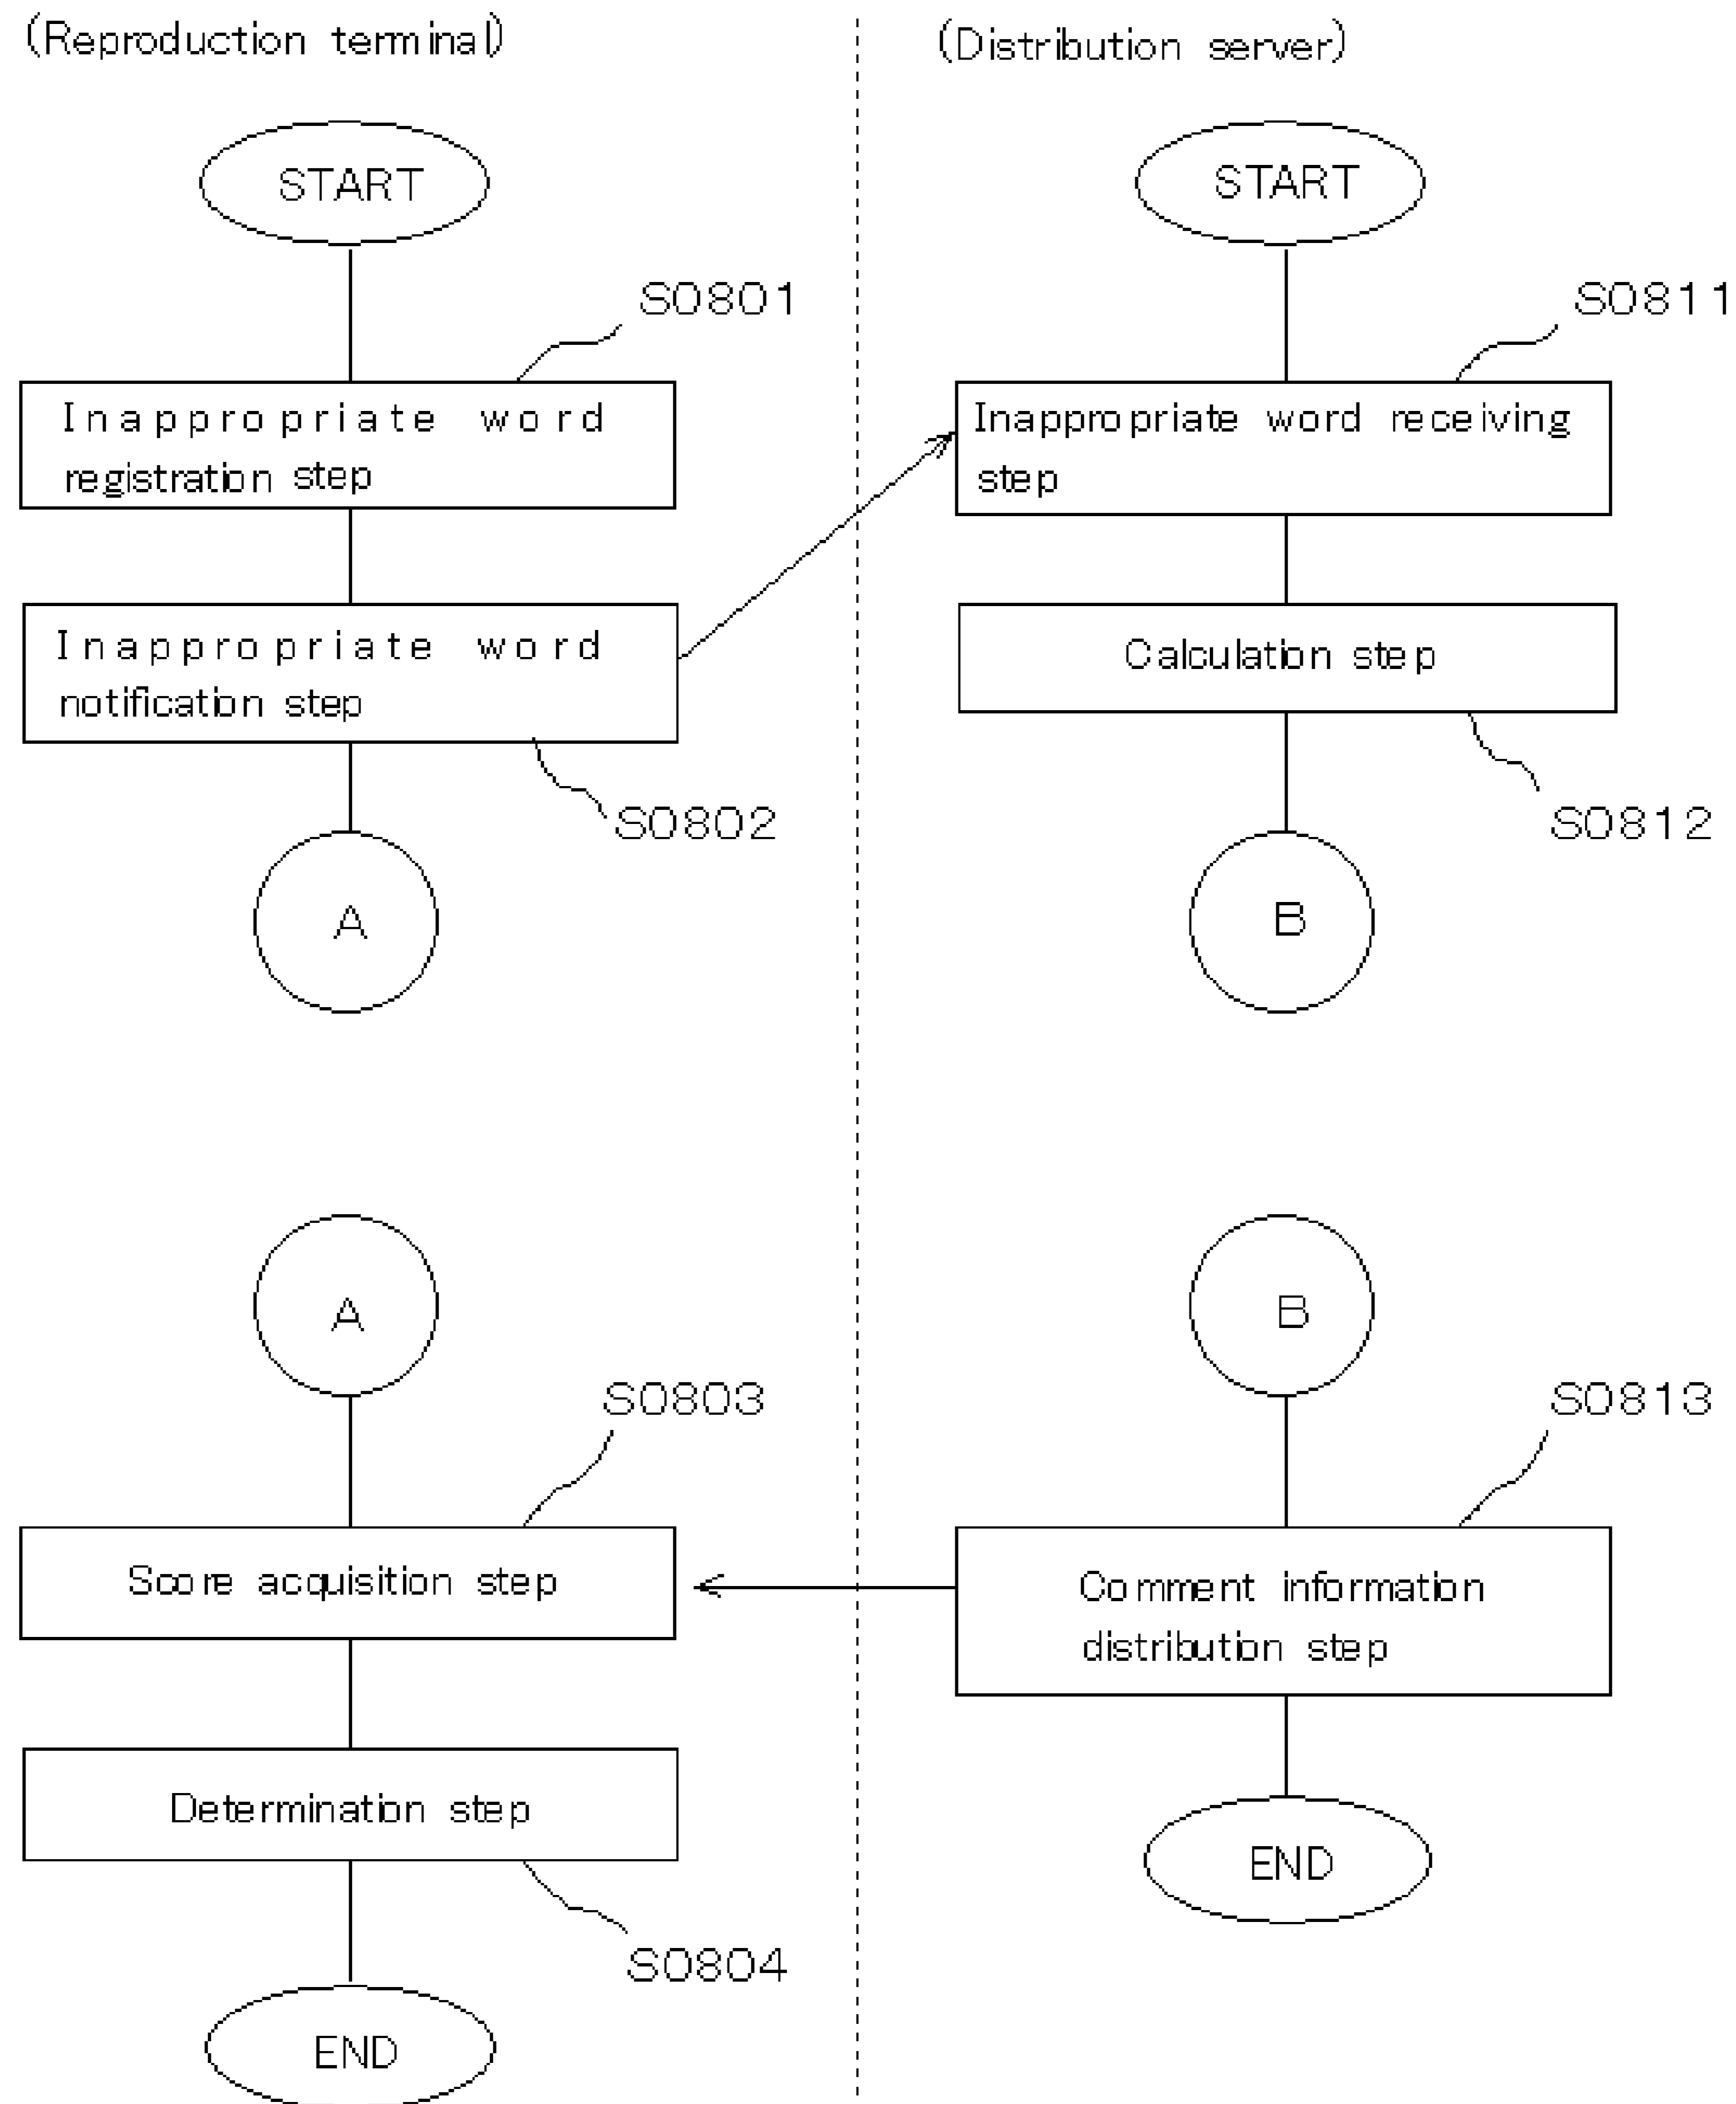 (Reproduction terminal)
(Distribution server)
START
START
S0801
S0811
Inappropriate word
registration step
Inappropriate word receiving
step
Inappropriate word
notification step
Calculation step
S0802
S0812
A
B
A
B
S0803
S0813
Score acquisition step
Comment information
distribution step
Determination step
END
S0804
END